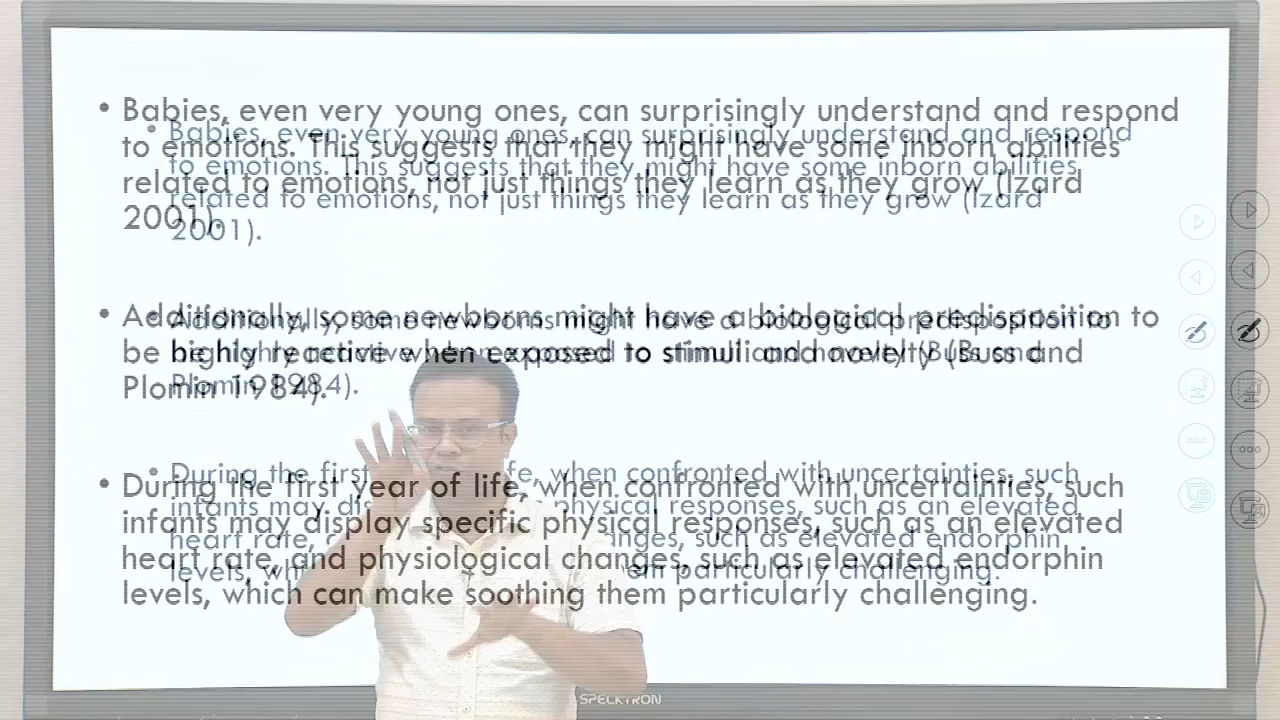 • Babies, even very young ones, can surprisingly understand and respond
to emotions. This suggests that they might have some inborn abilities
related to emotions, not just things they learn as they grow (Izard
2001).
• Additionally, some newborns might have a biological predisposition to
be highly reactive when exposed to stimuli and novelty (Buss and
Plomin 1984).
• During the first year of life, when confronted with uncertainties, such
infants may display specific physical responses, such as an elevated
heart rate, and physiological changes, such as elevated endorphin
levels, which can make soothing them particularly challenging.
SPECKTRON